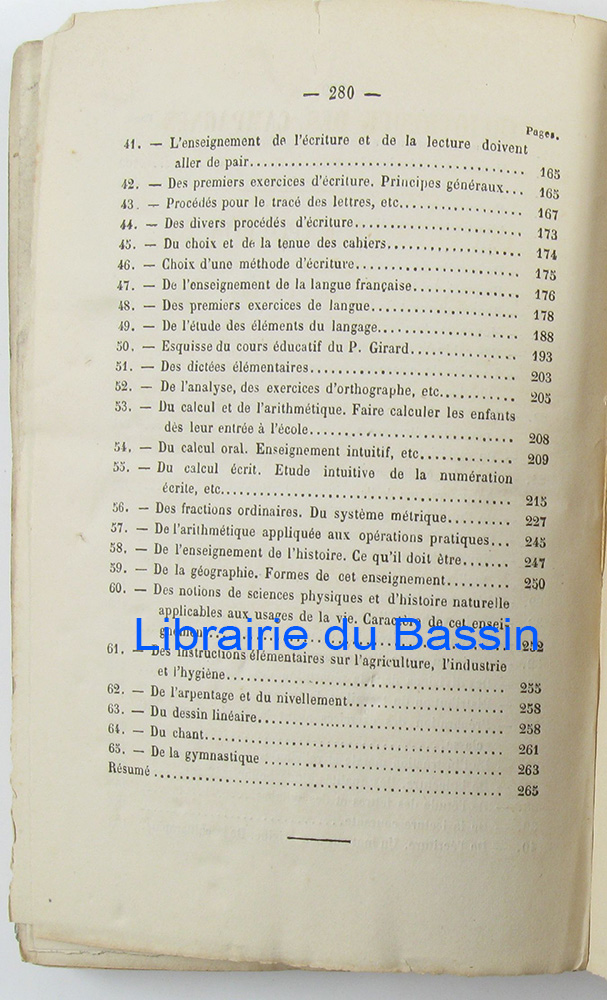 — 280 —
Pages.
41. — L'enseignement de l'écriture et de la lecture doivent
aller de pair........ 165
42. — Des premiers exercices d'écriture. Principes généraux... 165
43. — Procédés pour le tracé des lettres, etc........ 167
44. — Des divers procédés d'écriture........ 173
45. — Du choix et de la tenue des cahiers........ 174
46. — Choix d'une méthode d'écriture........ 175
47. — De l'enseignement de la langue française........ 176
48. — Des premiers exercices de langue........ 178
49. — De l'étude des éléments du langage........ 188
50. — Esquisse du cours éducatif du P. Girard........ 193
51. — Des dictées élémentaires........ 203
52. — De l'analyse, des exercices d'orthographe, etc........ 205
53. — Du calcul et de l'arithmétique. Faire calculer les enfants
dès leur entrée à l'école........ 208
54. — Du calcul oral. Enseignement intuitif, etc........ 209
55. — Du calcul écrit. Etude intuitive de la numération
écrite, etc........ 215
56. — Des fractions ordinaires. Du système métrique........ 227
57. — De l'arithmétique appliquée aux opérations pratiques... 245
58. — De l'enseignement de l'histoire. Ce qu'il doit être....... 247
59. — De la géographie. Formes de cet enseignement........ 250
60. — Des notions de sciences physiques et d'histoire naturelle
applicables aux usages de la vie. Caractère de cet ensei-
gnement........ 252
Librairie du Bassin
61. — Des instructions élémentaires sur l'agriculture, l'industrie
et l'hygiène........ 255
62. — De l'arpentage et du nivellement........ 258
63. — Du dessin linéaire........ 258
64. — Du chant........ 261
65. — De la gymnastique ........ 263
Résumé ........ 265